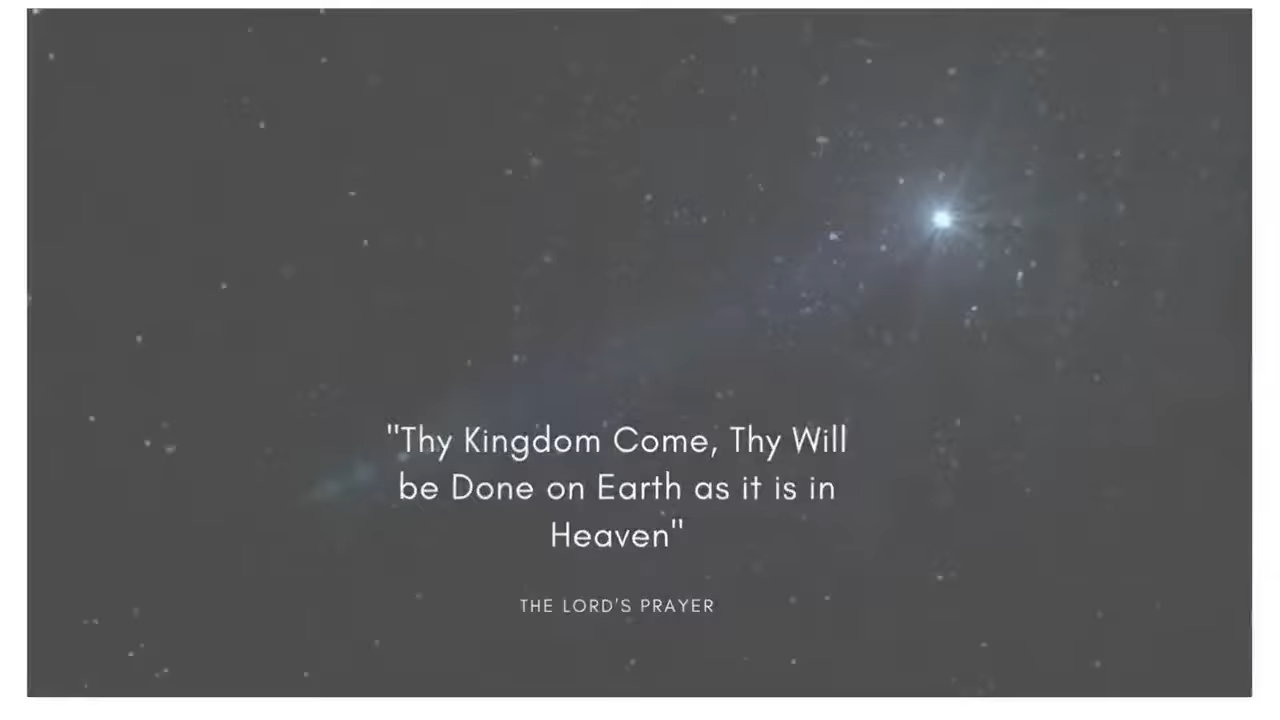 "Thy Kingdom Come, Thy Will
be Done on Earth as it is in
Heaven"
THE LORD'S PRAYER